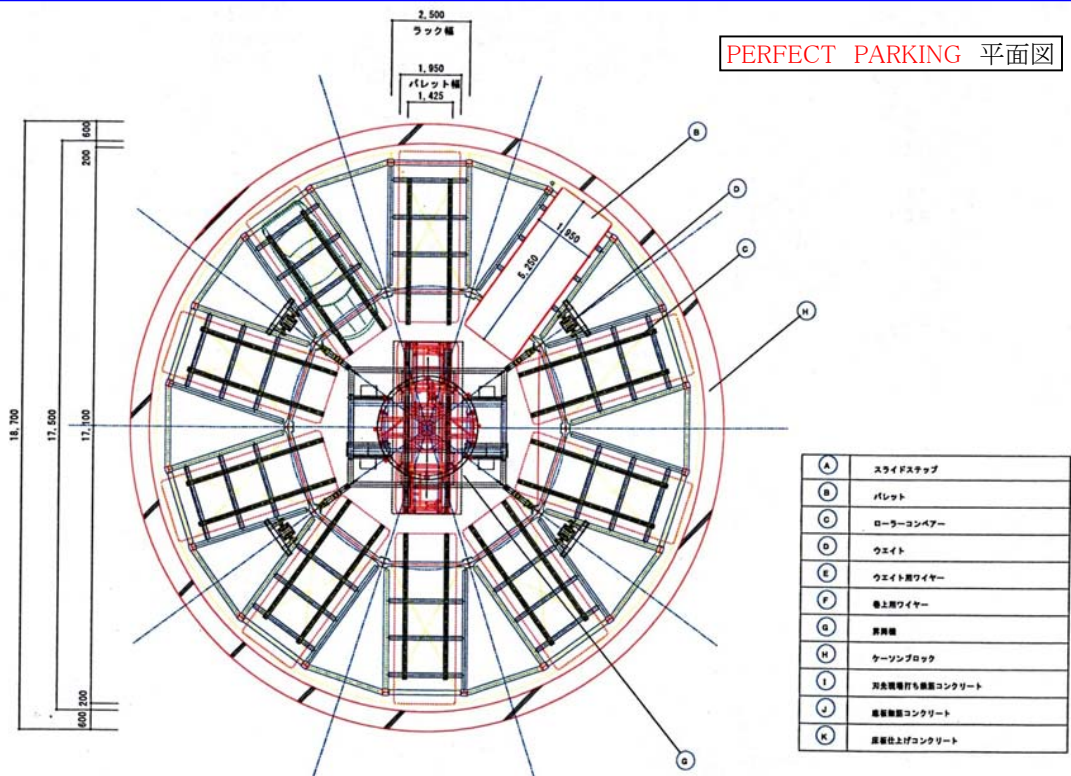 PERFECT PARKING 平面図
2,500
ラック幅
1,950
パレット幅
1,425
600
200
18,700
17,500
17,100
200
600
1,950
5,250
B
D
C
H
G
A スライドステップ
B パレット
C ローラーコンベアー
D ウエイト
E ウエイト用ワイヤー
F 巻上用ワイヤー
G 昇降機
H ケーソンブロック
I 刃先現場打ち鉄筋コンクリート
J 底板鉄筋コンクリート
K 床板仕上げコンクリート